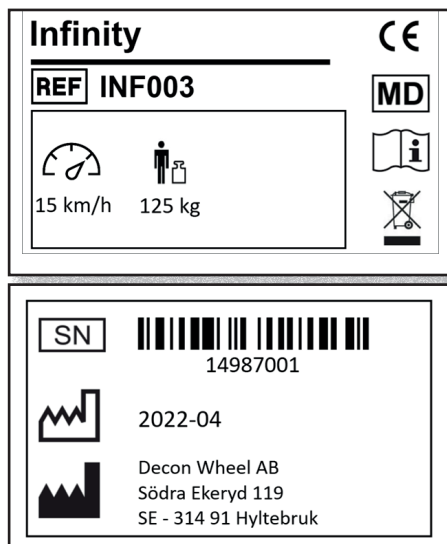 Infinity
CE
REF INF003
MD
i
15 km/h 125 kg
SN
14987001
2022-04
Decon Wheel AB
Södra Ekeryd 119
SE - 314 91 Hyltebruk